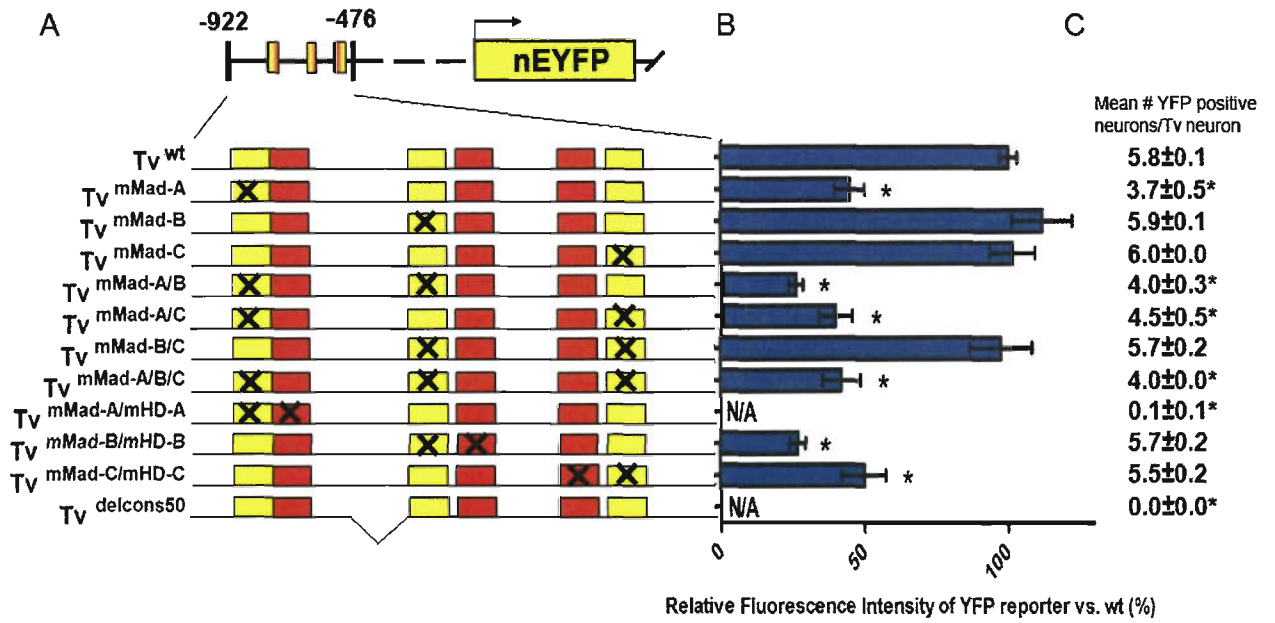 A
B
C
-922
-476
nEYFP
Mean # YFP positive
neurons/Tv neuron
Tv wt
5.8±0.1
Tv mMad-A
*
3.7±0.5*
Tv mMad-B
5.9±0.1
Tv mMad-C
6.0±0.0
Tv mMad-A/B
*
4.0±0.3*
Tv mMad-A/C
*
4.5±0.5*
Tv mMad-B/C
5.7±0.2
Tv mMad-A/B/C
*
4.0±0.0*
Tv mMad-A/mHD-A
N/A
0.1±0.1*
Tv mMad-B/mHD-B
*
5.7±0.2
Tv mMad-C/mHD-C
*
5.5±0.2
Tv delcons50
N/A
0.0±0.0*
0
50
100
Relative Fluorescence Intensity of YFP reporter vs. wt (%)